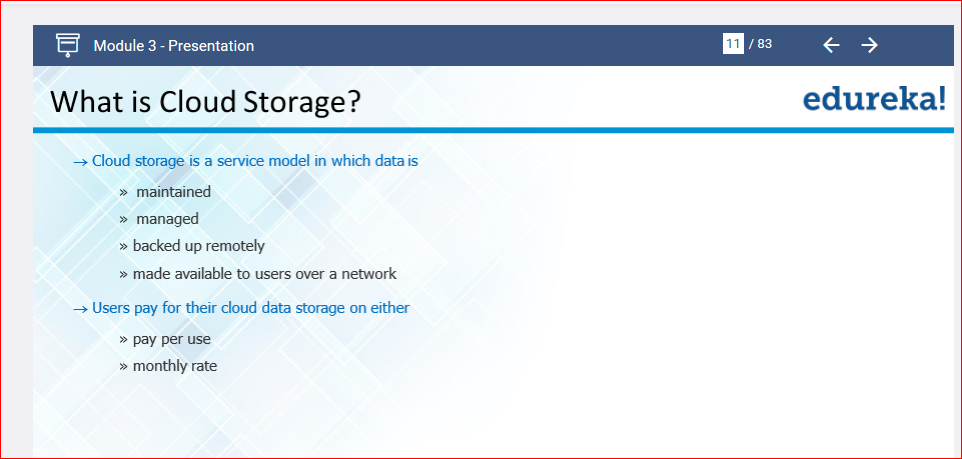 Module 3 - Presentation
11 / 83
What is Cloud Storage?
edureka!
→ Cloud storage is a service model in which data is
» maintained
» managed
» backed up remotely
» made available to users over a network
→ Users pay for their cloud data storage on either
» pay per use
» monthly rate